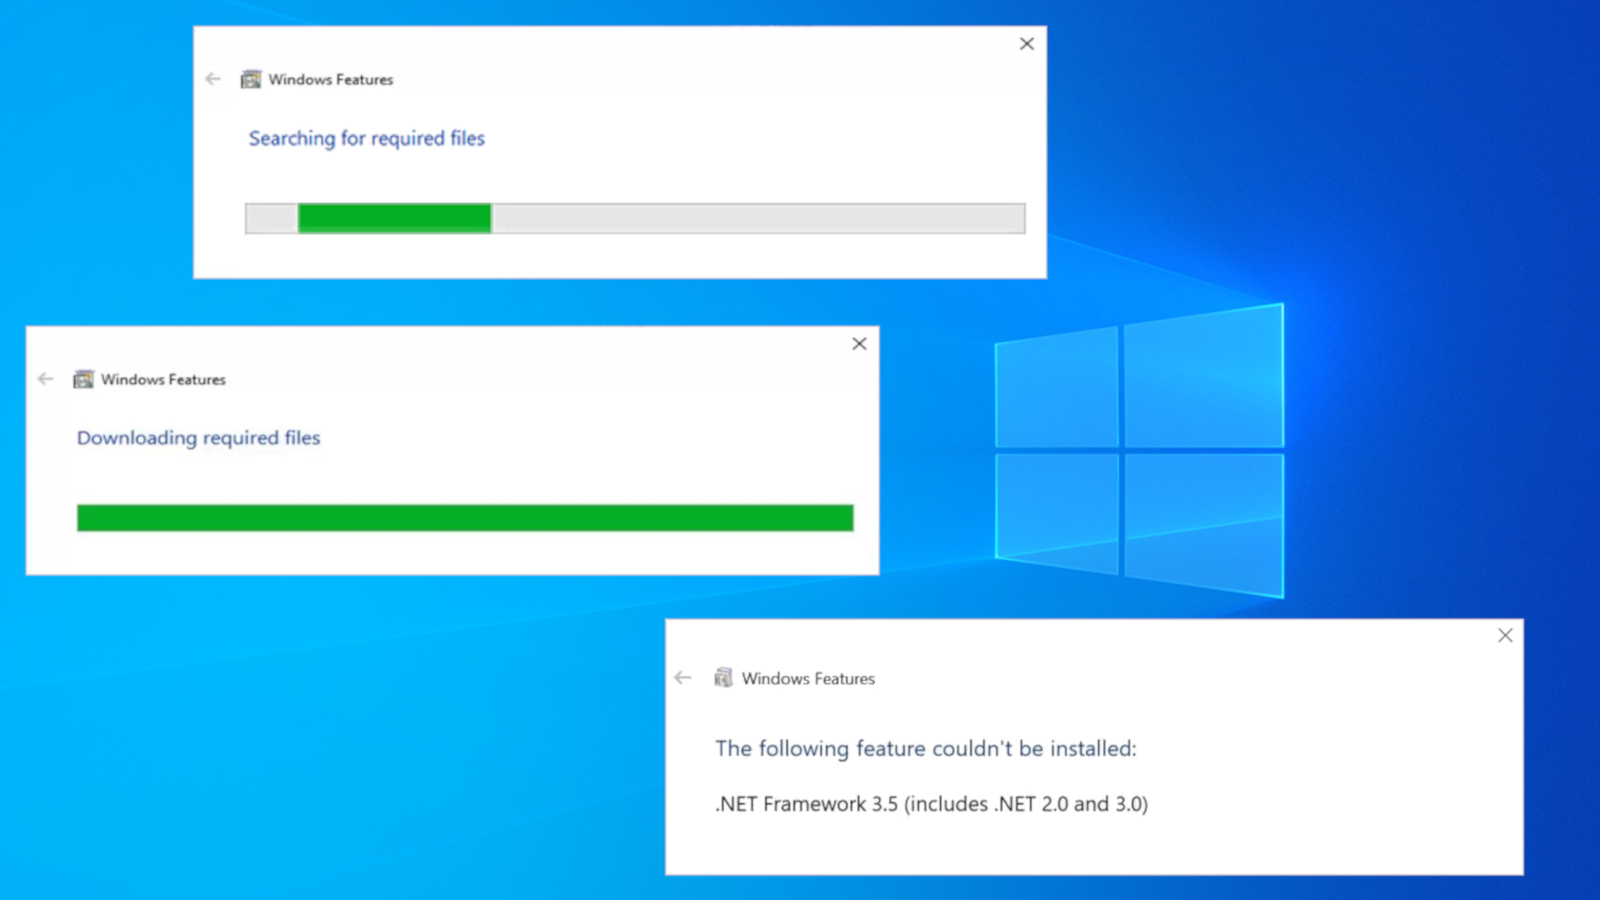 Windows Features
Searching for required files
Windows Features
Downloading required files
Windows Features
The following feature couldn't be installed:
.NET Framework 3.5 (includes .NET 2.0 and 3.0)